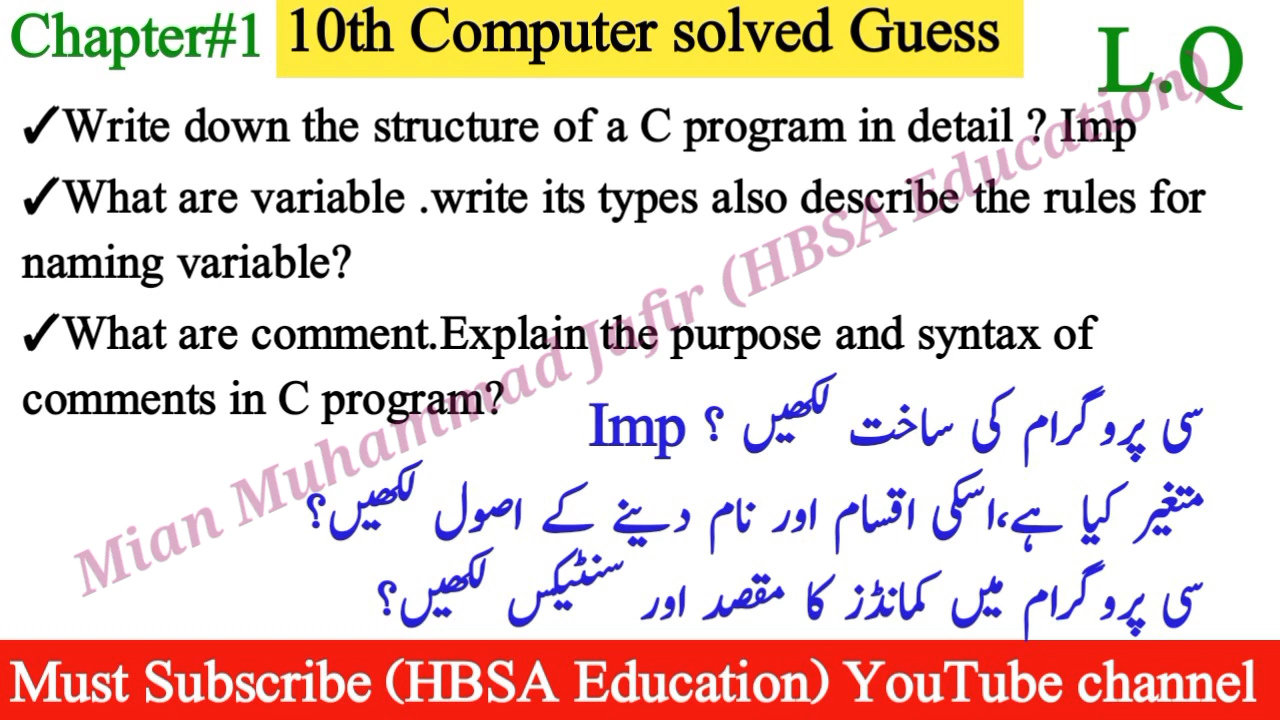 Chapter#1 10th Computer solved Guess L.Q
✓Write down the structure of a C program in detail ? Imp
✓What are variable .write its types also describe the rules for
naming variable?
✓What are comment.Explain the purpose and syntax of
comments in C program?
سی پروگرام کی ساخت لکھیں ؟ Imp
متغیر کیا ہے،اسکی اقسام اور نام دینے کے اصول لکھیں؟
سی پروگرام میں کمانڈز کا مقصد اور سنٹیکس لکھیں؟
Mian Muhammad Jafir (HBSA Education)
Must Subscribe (HBSA Education) YouTube channel